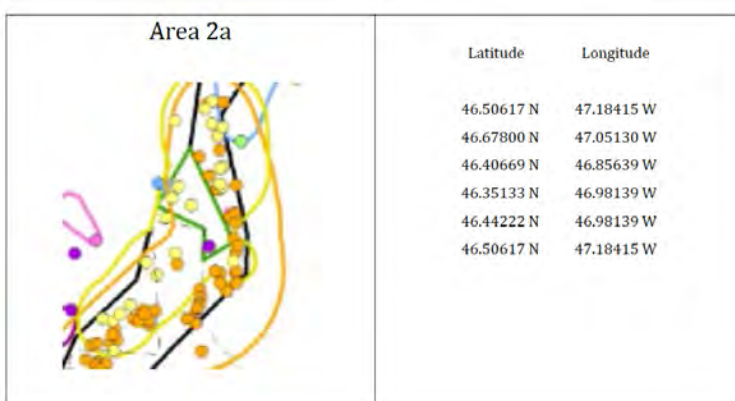 Area 2a
Latitude Longitude
46.50617 N 47.18415 W
46.67800 N 47.05130 W
46.40669 N 46.85639 W
46.35133 N 46.98139 W
46.44222 N 46.98139 W
46.50617 N 47.18415 W